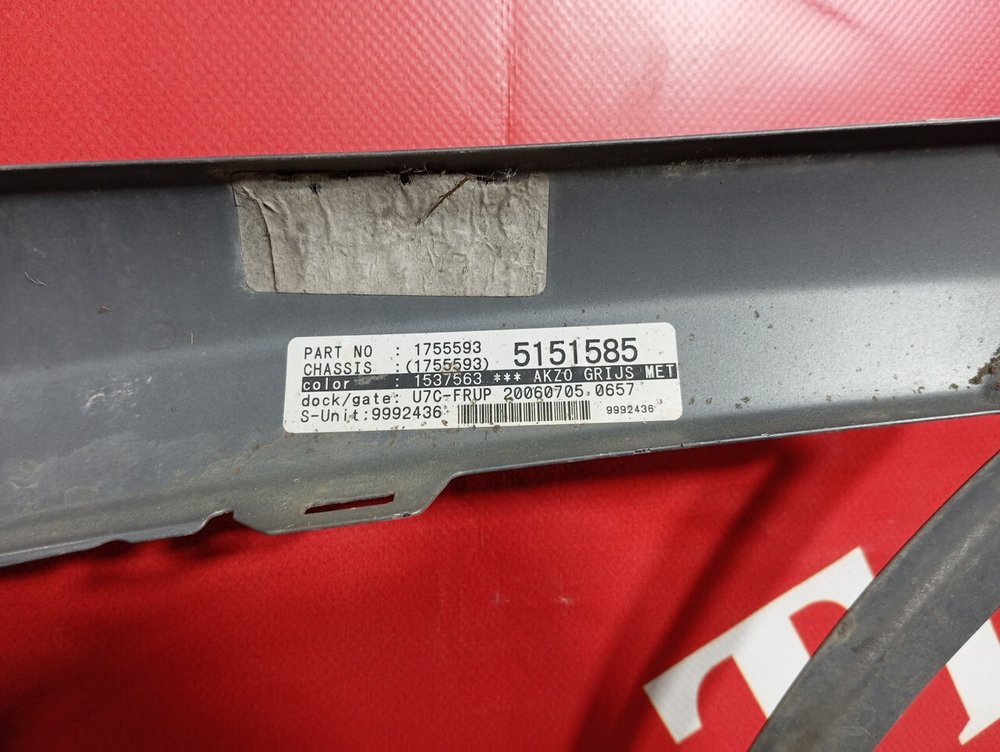 PART NO : 1755593
CHASSIS :(1755593) 5151585
color : 1537563 *** AKZO GRIJS MET
dock/gate: U7C-FRUP 20060705.0657
S-Unit:9992436 9992436
T